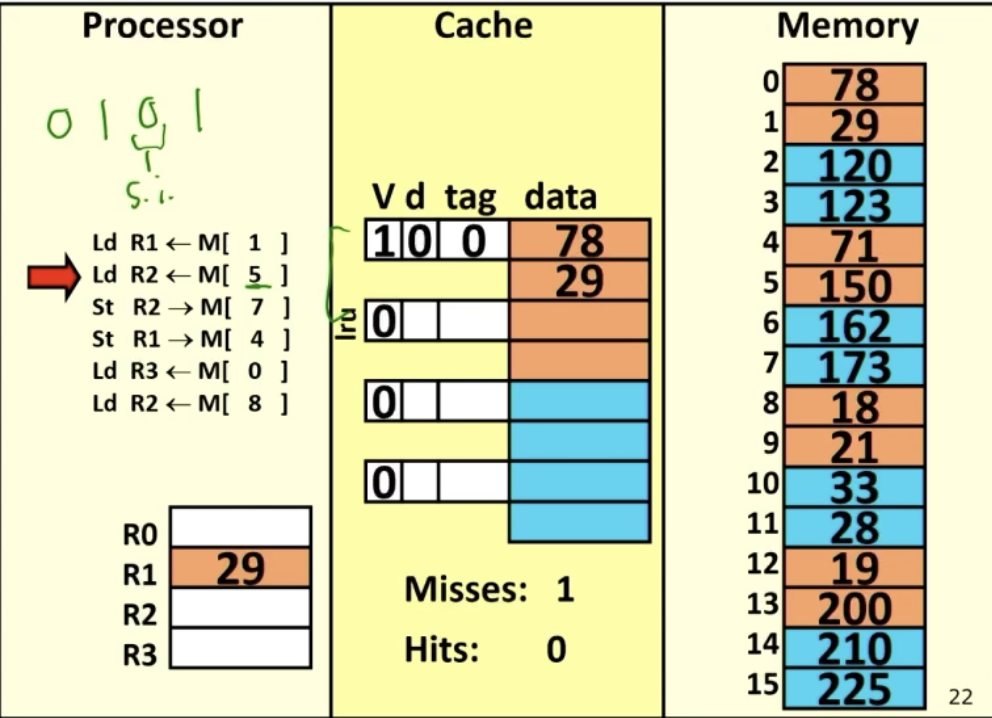 Processor
0 1 0 1
s.i.
Ld R1 ← M[ 1 ]
Ld R2 ← M[ 5 ]
St R2 → M[ 7 ]
St R1 → M[ 4 ]
Ld R3 ← M[ 0 ]
Ld R2 ← M[ 8 ]
R0
R1 29
R2
R3
Cache
V d tag data
1 0 0 78
29
lru
0
0
0
Misses: 1
Hits: 0
Memory
0 78
1 29
2 120
3 123
4 71
5 150
6 162
7 173
8 18
9 21
10 33
11 28
12 19
13 200
14 210
15 225
22